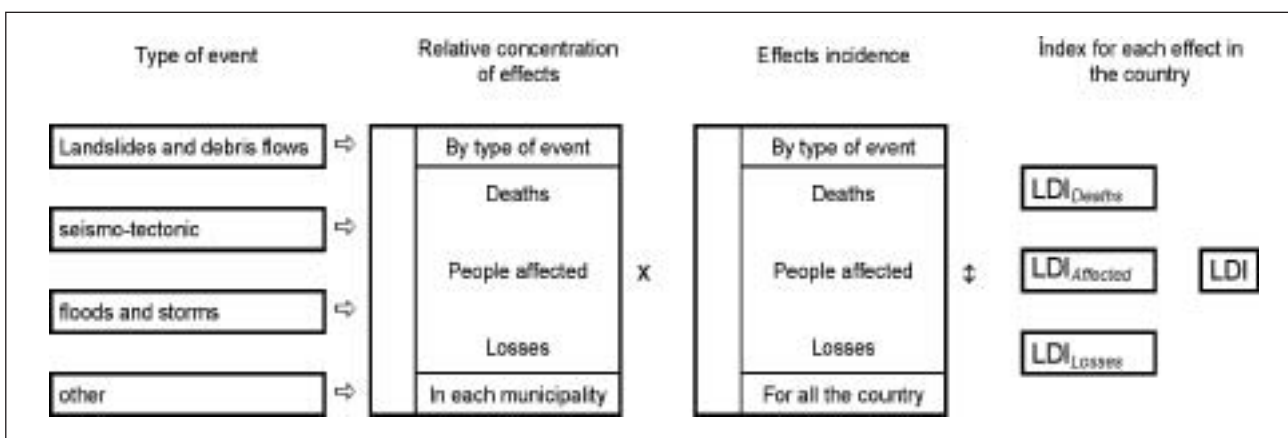 Type of event
Relative concentration
of effects
Effects incidence
Index for each effect in
the country
Landslides and debris flows ⇨
seismo-tectonic ⇨
floods and storms ⇨
other ⇨
By type of event
Deaths
People affected
Losses
In each municipality
X
By type of event
Deaths
People affected
Losses
For all the country
⇕
LDI Deaths
LDI Affected
LDI Losses
LDI